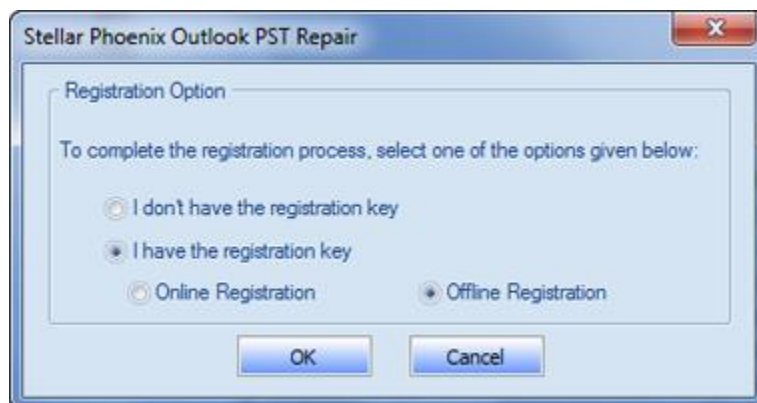 Stellar Phoenix Outlook PST Repair
Registration Option
To complete the registration process, select one of the options given below:
I don't have the registration key
I have the registration key
Online Registration Offline Registration
OK Cancel